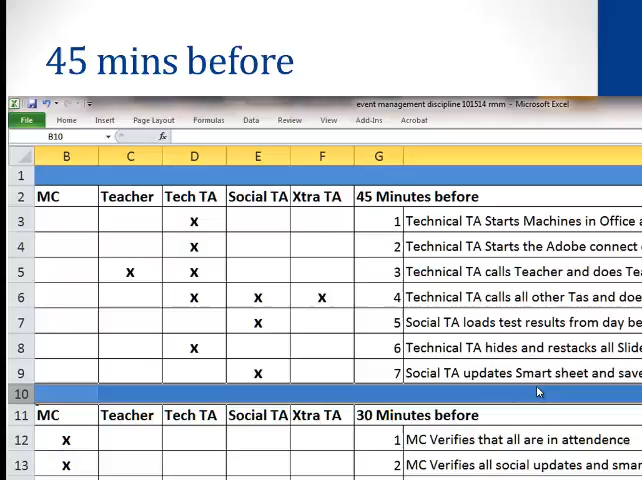 45 mins before
event management discipline 101514 rmm - Microsoft Excel
File Home Insert Page Layout Formulas Data Review View Add-Ins Acrobat
B10 fx
B C D E F G
1
2 MC Teacher Tech TA Social TA Xtra TA 45 Minutes before
3 x 1 Technical TA Starts Machines in Office
4 x 2 Technical TA Starts the Adobe connect
5 x x 3 Technical TA calls Teacher and does
6 x x x 4 Technical TA calls all other Tas and
7 x 5 Social TA loads test results from day
8 x 6 Technical TA hides and restacks all
9 x 7 Social TA updates Smart sheet and
10
11 MC Teacher Tech TA Social TA Xtra TA 30 Minutes before
12 x 1 MC Verifies that all are in attendence
13 x 2 MC Verifies all social updates and